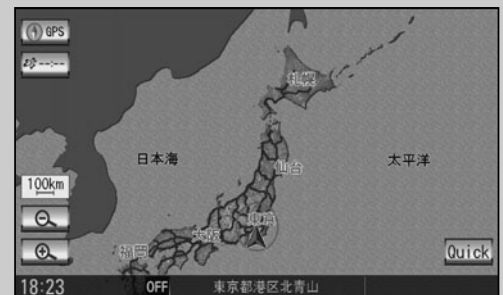 GPS
--:--
札幌
日本海
太平洋
仙台
100km
東京
大阪
福岡
Quick
18:23 OFF 東京都港区北青山